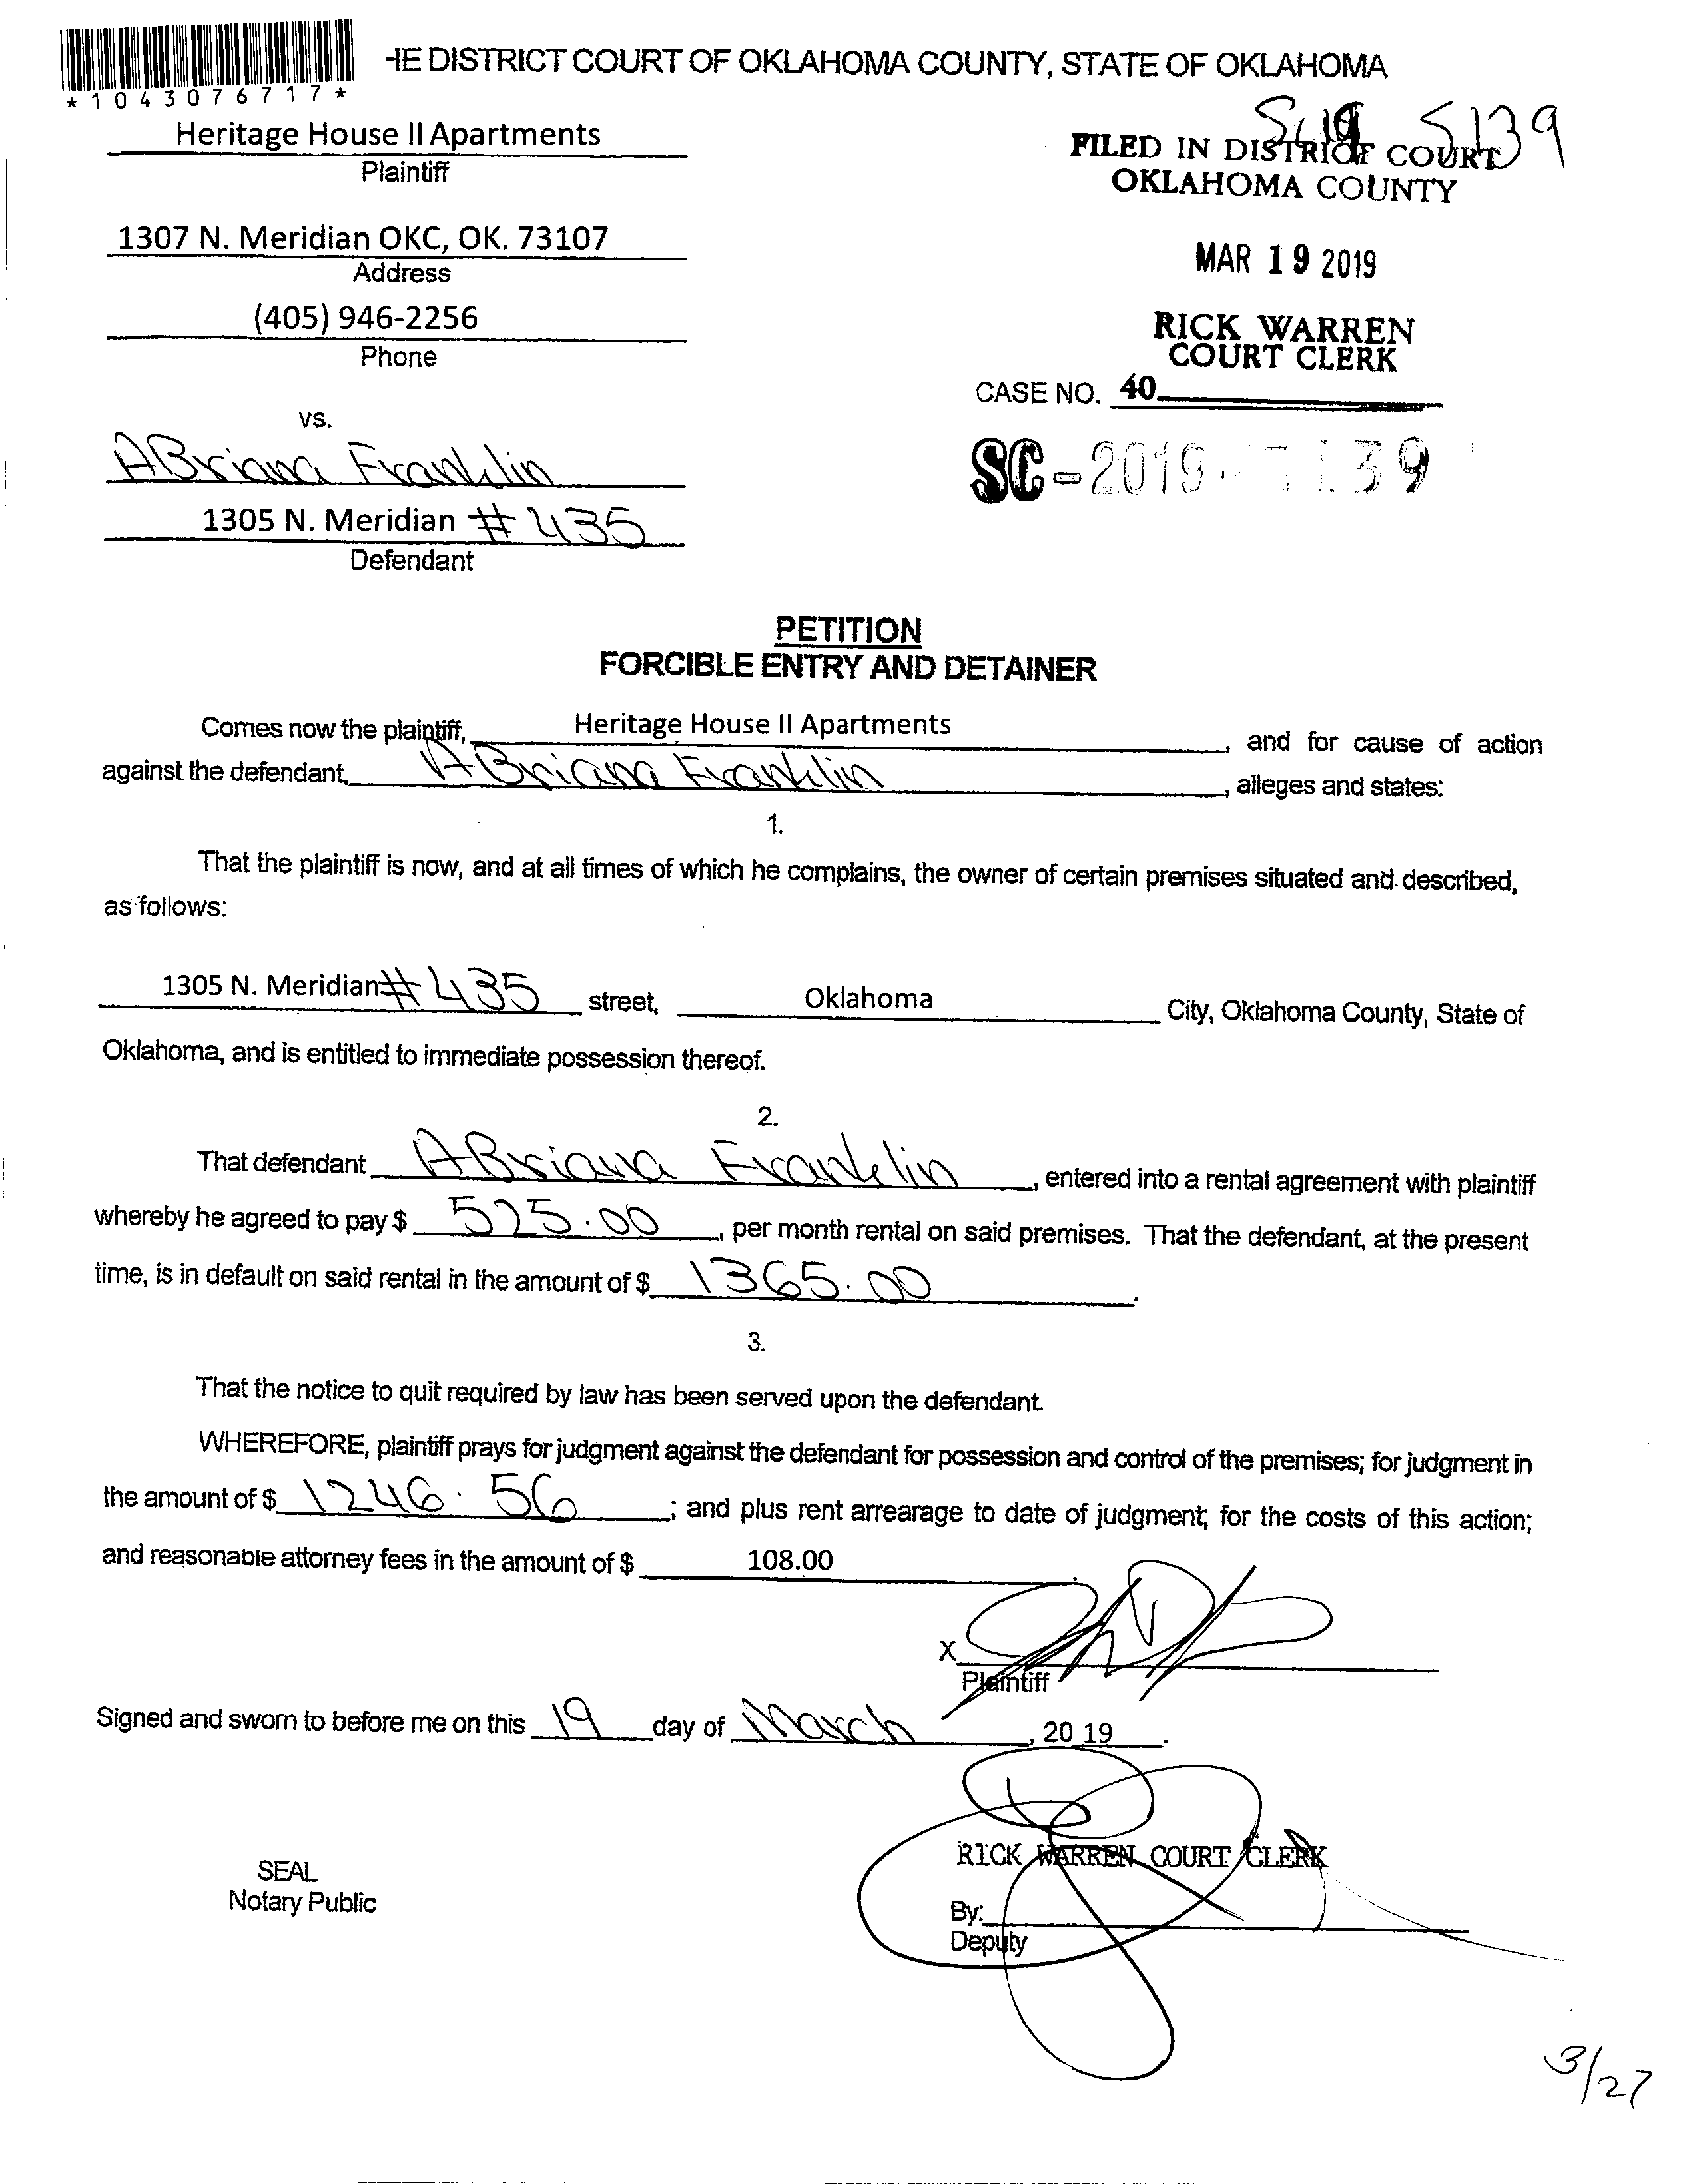 *1043076717*
HE DISTRICT COURT OF OKLAHOMA COUNTY, STATE OF OKLAHOMA
Heritage House II Apartments
Plaintiff
5139
FILED IN DISTRICT COURT
OKLAHOMA COUNTY
1307 N. Meridian OKC, OK. 73107
Address
MAR 19 2019
(405) 946-2256
Phone
RICK WARREN
COURT CLERK
CASE NO. 40
vs.
ABriana Franklin
SC-2019-
1305 N. Meridian # 435
Defendant
PETITION
FORCIBLE ENTRY AND DETAINER
Comes now the plaintiff, Heritage House II Apartments, and for cause of action
against the defendant, ABriana Franklin, alleges and states:
1.
That the plaintiff is now, and at all times of which he complains, the owner of certain premises situated and described,
as follows:
1305 N. Meridian # 435 street, Oklahoma City, Oklahoma County, State of
Oklahoma, and is entitled to immediate possession thereof.
2.
That defendant ABriana Franklin, entered into a rental agreement with plaintiff
whereby he agreed to pay $ 525.00, per month rental on said premises. That the defendant, at the present
time, is in default on said rental in the amount of $ 1365.00.
3.
That the notice to quit required by law has been served upon the defendant.
WHEREFORE, plaintiff prays for judgment against the defendant for possession and control of the premises; for judgment in
the amount of $ 1246.56; and plus rent arrearage to date of judgment; for the costs of this action;
and reasonable attorney fees in the amount of $ 108.00
X
Plaintiff
Signed and sworn to before me on this 19 day of March, 20 19.
RICK WARREN COURT CLERK
SEAL
Notary Public
By:
Deputy
3/27